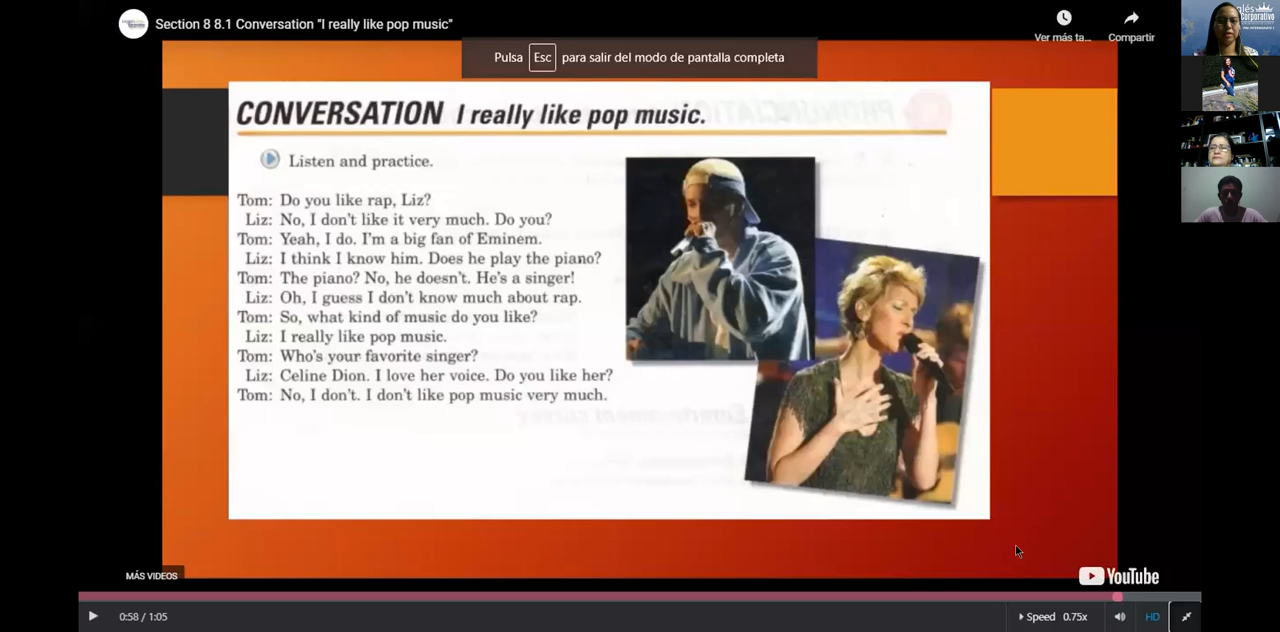 Section 8 8.1 Conversation "I really like pop music"
Ver más ta...
Compartir
Pulsa Esc para salir del modo de pantalla completa
CONVERSATION I really like pop music.
Listen and practice.
Tom: Do you like rap, Liz?
Liz: No, I don't like it very much. Do you?
Tom: Yeah, I do. I'm a big fan of Eminem.
Liz: I think I know him. Does he play the piano?
Tom: The piano? No, he doesn't. He's a singer!
Liz: Oh, I guess I don't know much about rap.
Tom: So, what kind of music do you like?
Liz: I really like pop music.
Tom: Who's your favorite singer?
Liz: Celine Dion. I love her voice. Do you like her?
Tom: No, I don't. I don't like pop music very much.
MÁS VIDEOS
YouTube
0:58 / 1:05
Speed 0.75x
HD